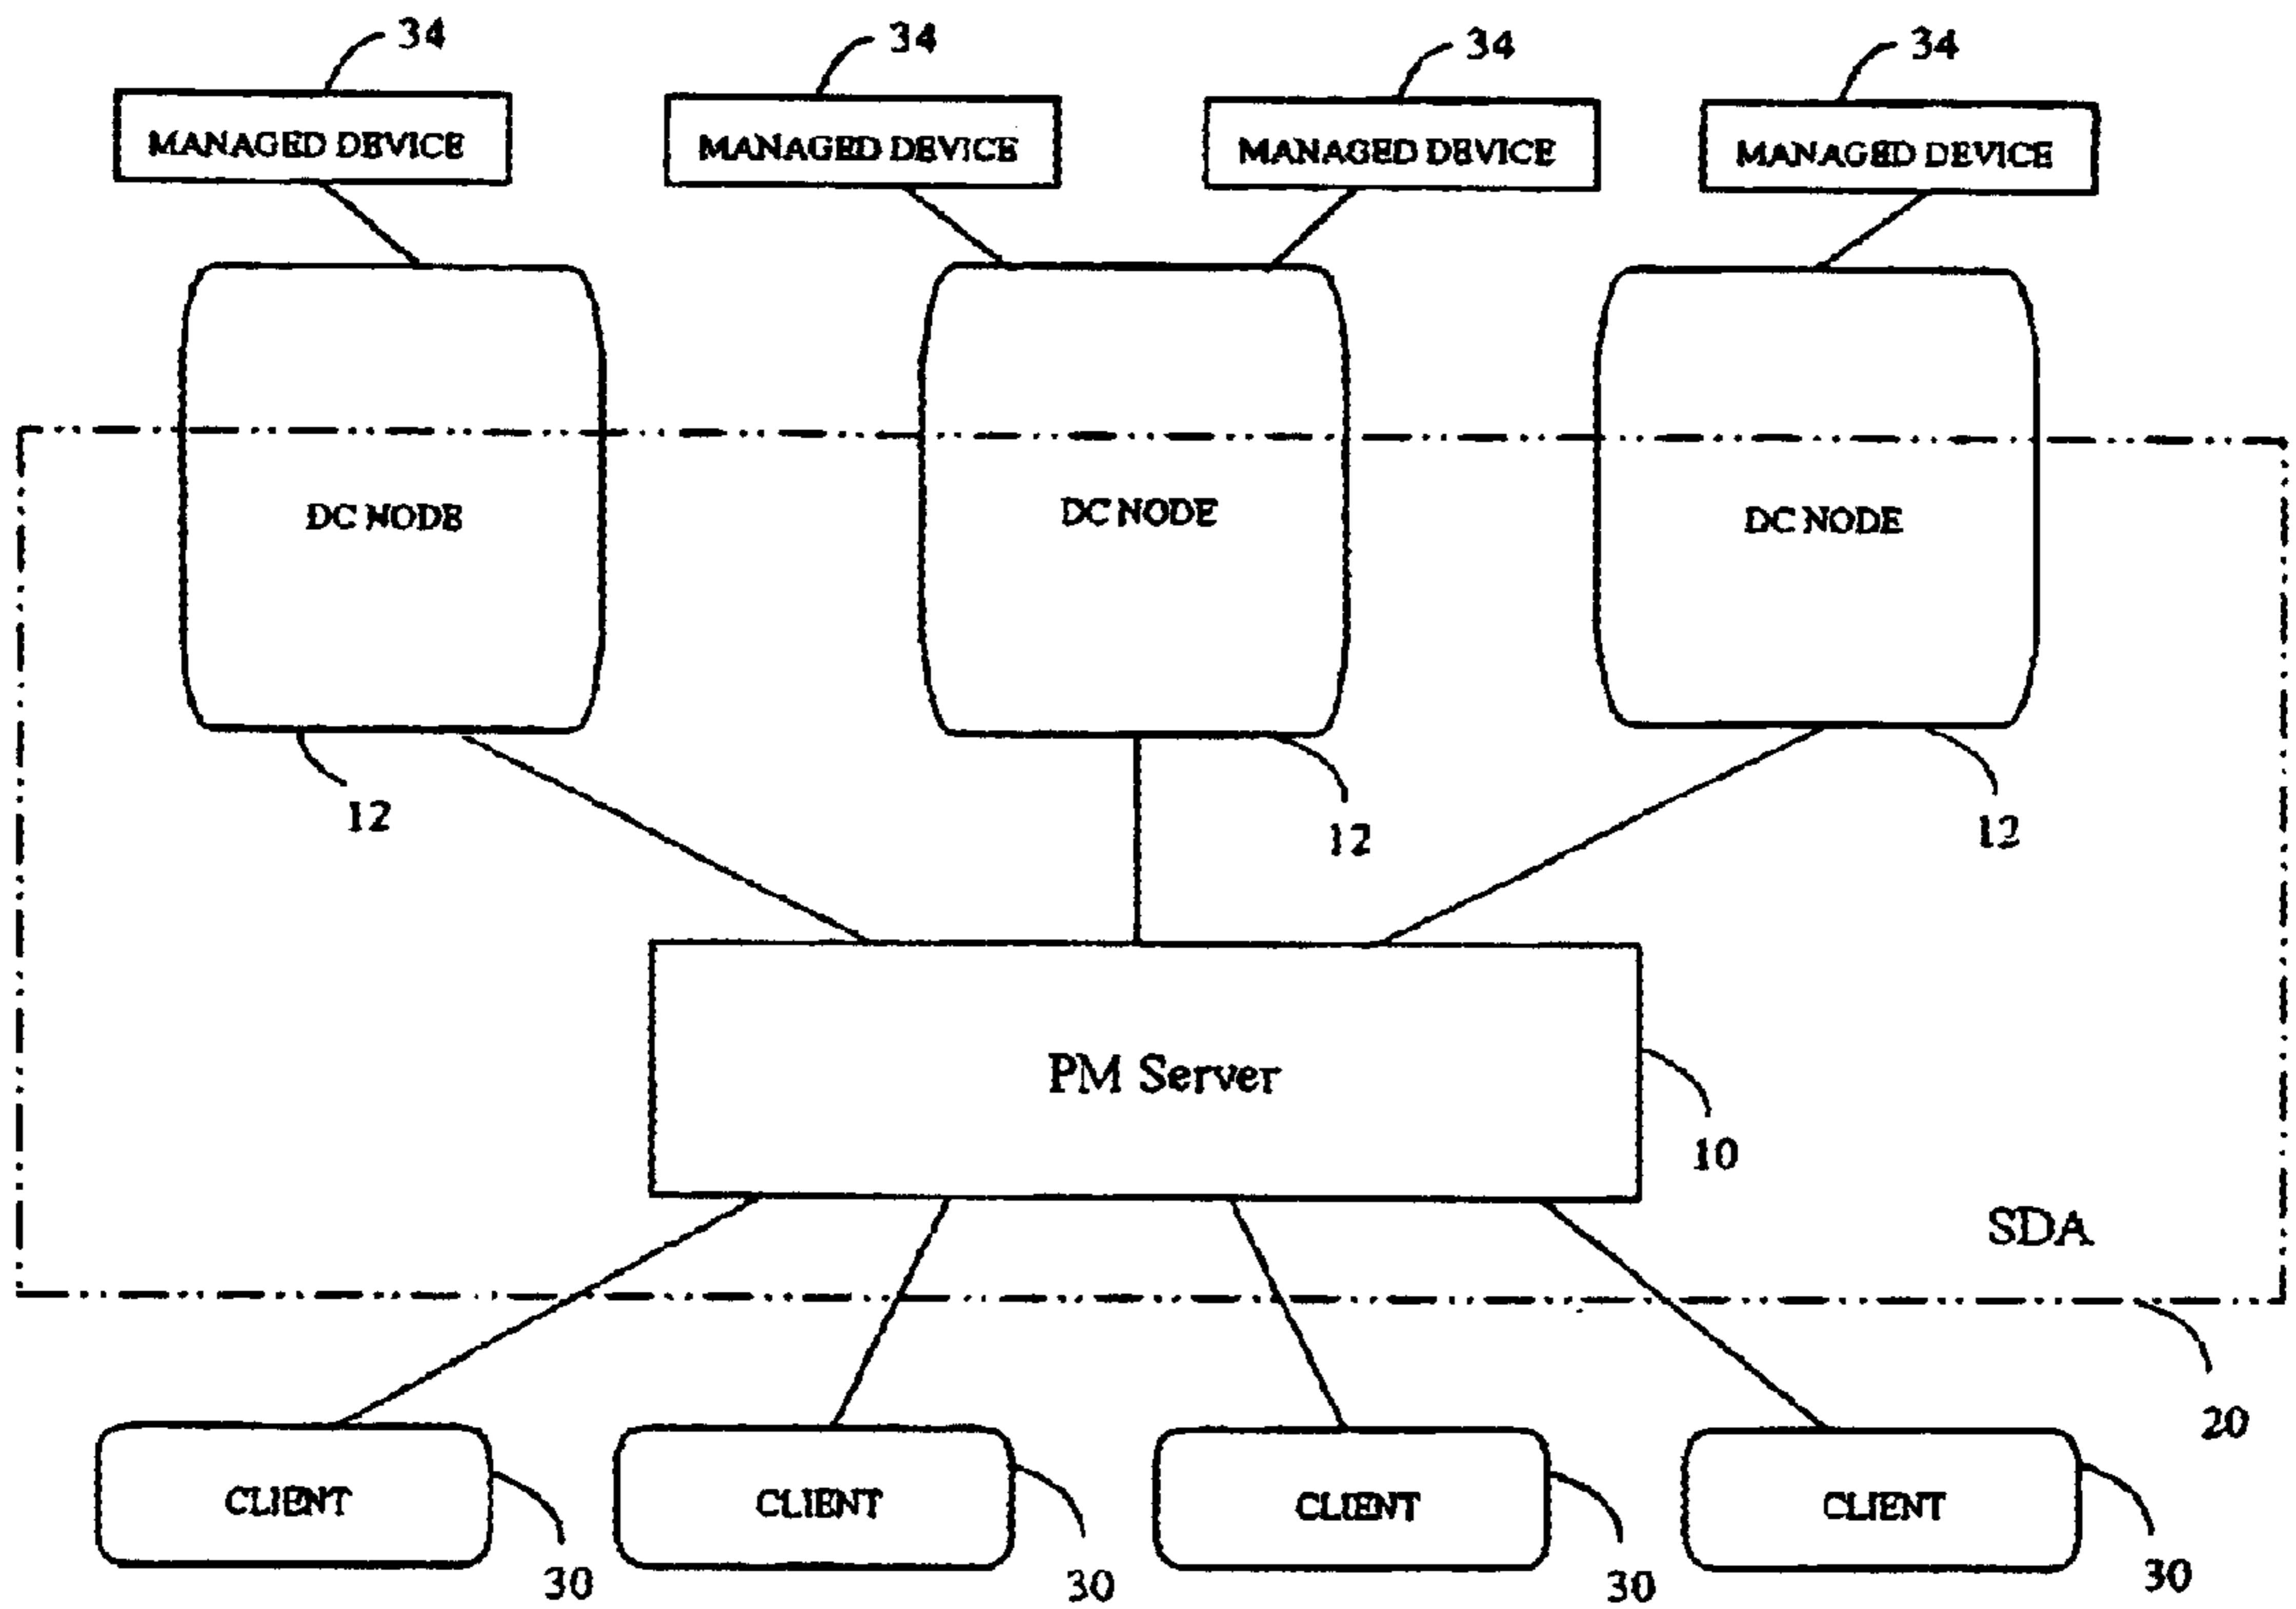 34
34
34
34
MANAGED DEVICE
MANAGED DEVICE
MANAGED DEVICE
MANAGED DEVICE
DC NODE
DC NODE
DC NODE
12
12
12
PM Server
10
SDA
20
CLIENT
CLIENT
CLIENT
CLIENT
30
30
30
30